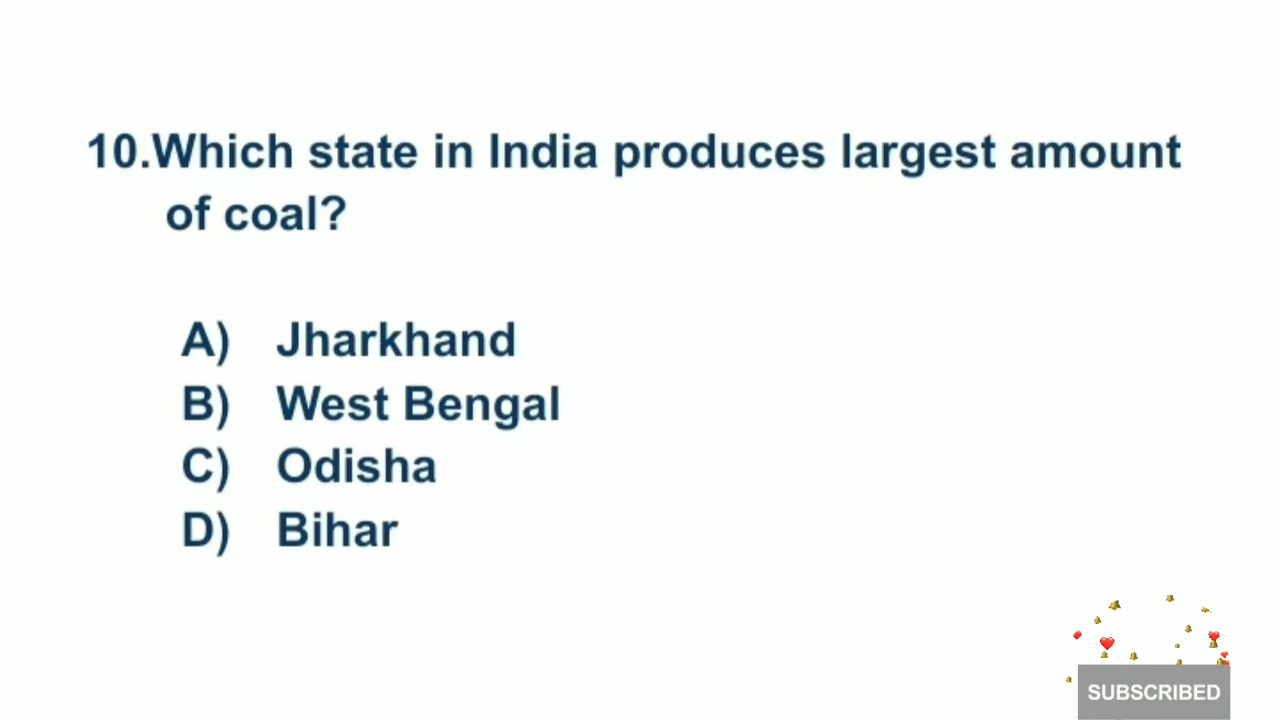 10.Which state in India produces largest amount
of coal?
A) Jharkhand
B) West Bengal
C) Odisha
D) Bihar
SUBSCRIBED